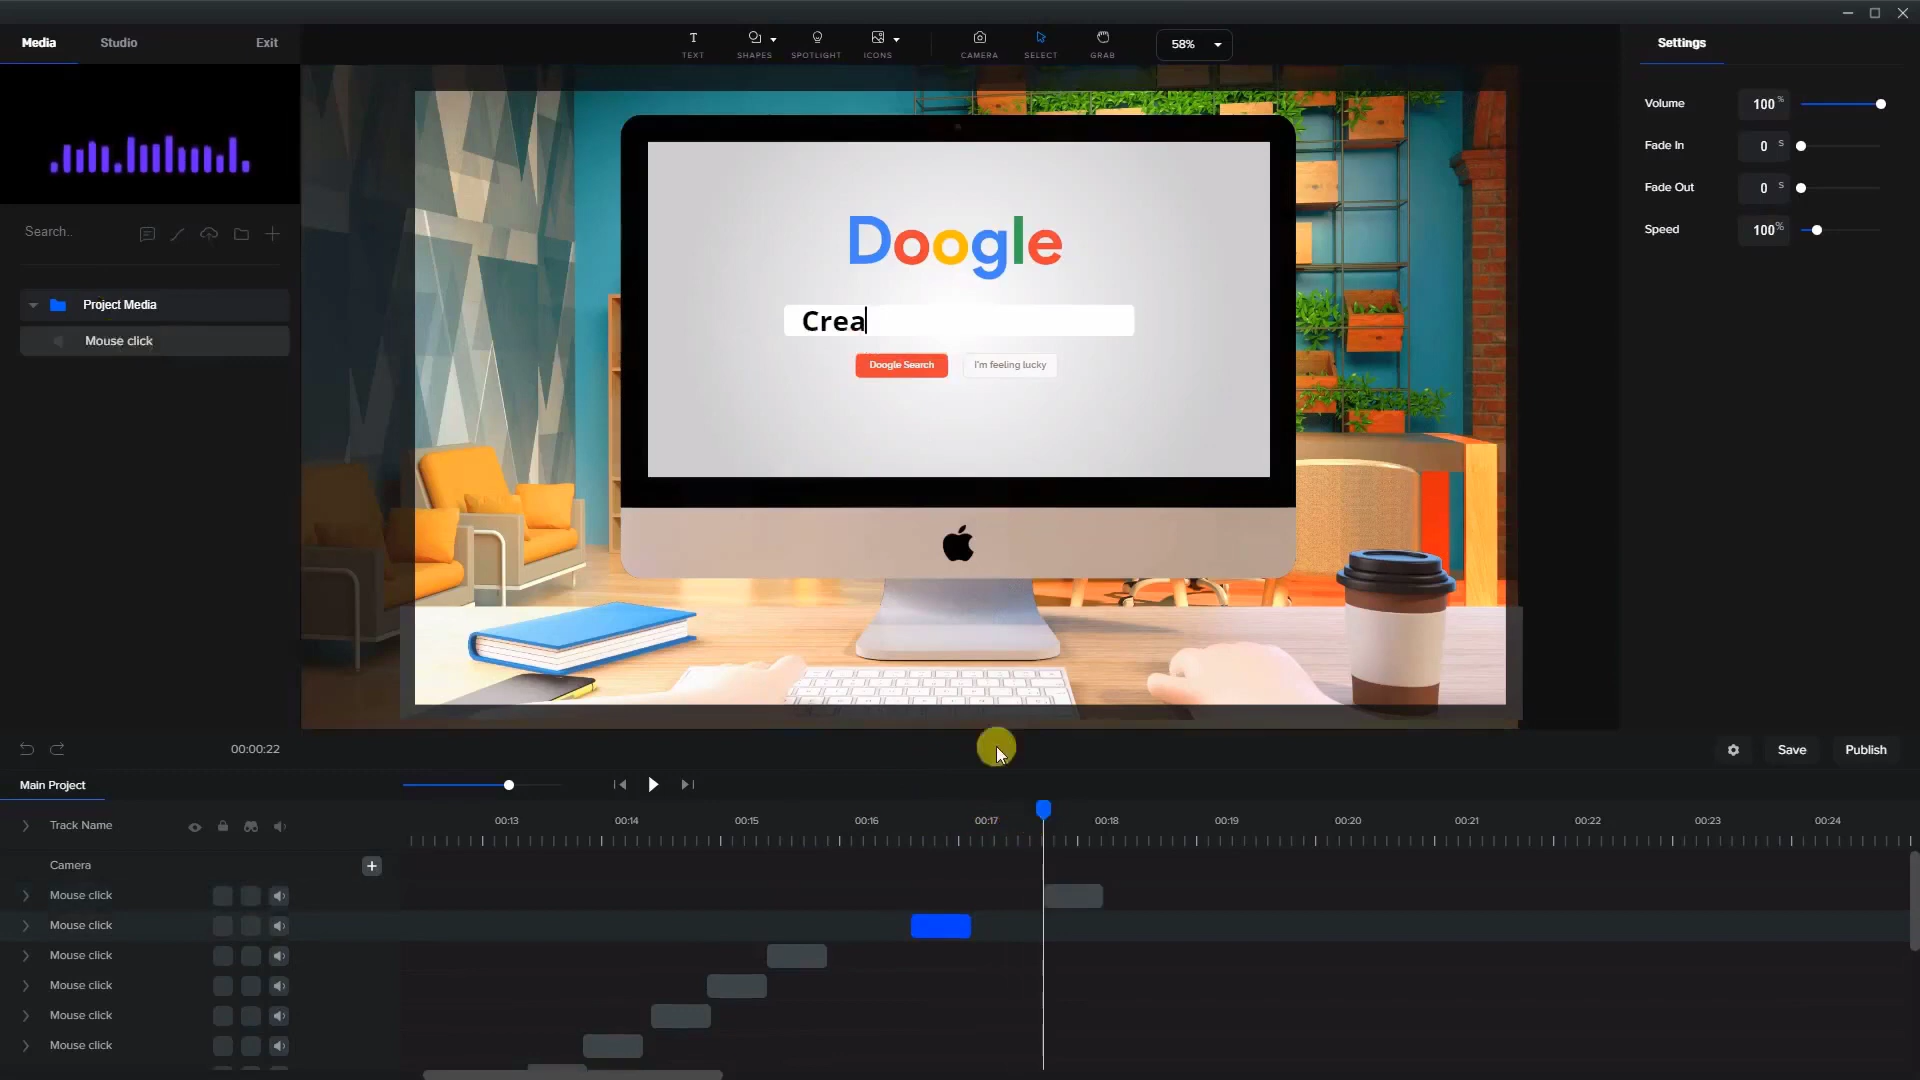 Media
Studio
Exit
TEXT
SHAPES
SPOTLIGHT
ICONS
CAMERA
SELECT
GRAB
58%
Settings
Volume
100 %
Fade In
0 s
Fade Out
0 s
Speed
100 %
Search..
Project Media
Mouse click
Doogle
Crea
Doogle Search
I'm feeling lucky
00:00:22
Save
Publish
Main Project
Track Name
00:13
00:14
00:15
00:16
00:17
00:18
00:19
00:20
00:21
00:22
00:23
00:24
Camera
Mouse click
Mouse click
Mouse click
Mouse click
Mouse click
Mouse click